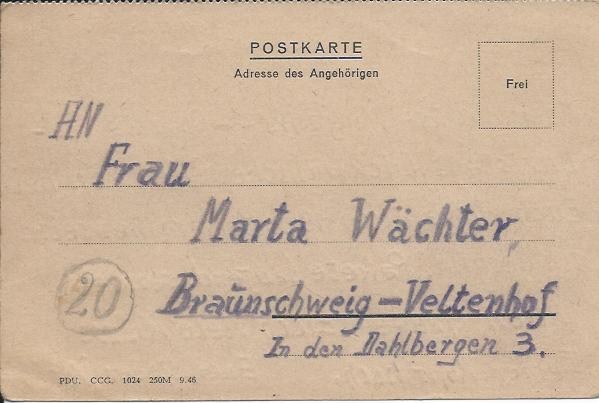 POSTKARTE
Adresse des Angehörigen
Frei
AN
Frau
Marta Wächter,
20 Braunschweig-Veltenhof
In den Dahlbergen 3.
PDU. CCG. 1024 250M 9.46